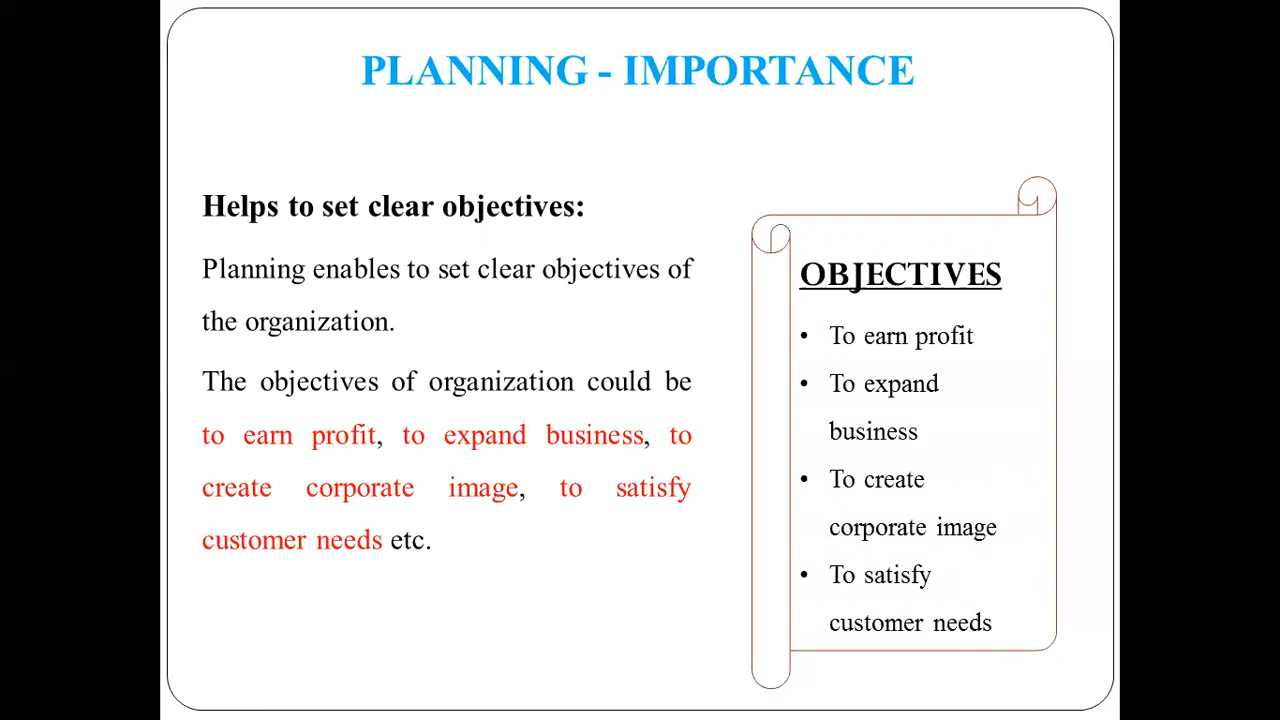 PLANNING - IMPORTANCE
Helps to set clear objectives:
Planning enables to set clear objectives of
the organization.
The objectives of organization could be
to earn profit, to expand business, to
create corporate image, to satisfy
customer needs etc.
OBJECTIVES
• To earn profit
• To expand
business
• To create
corporate image
• To satisfy
customer needs